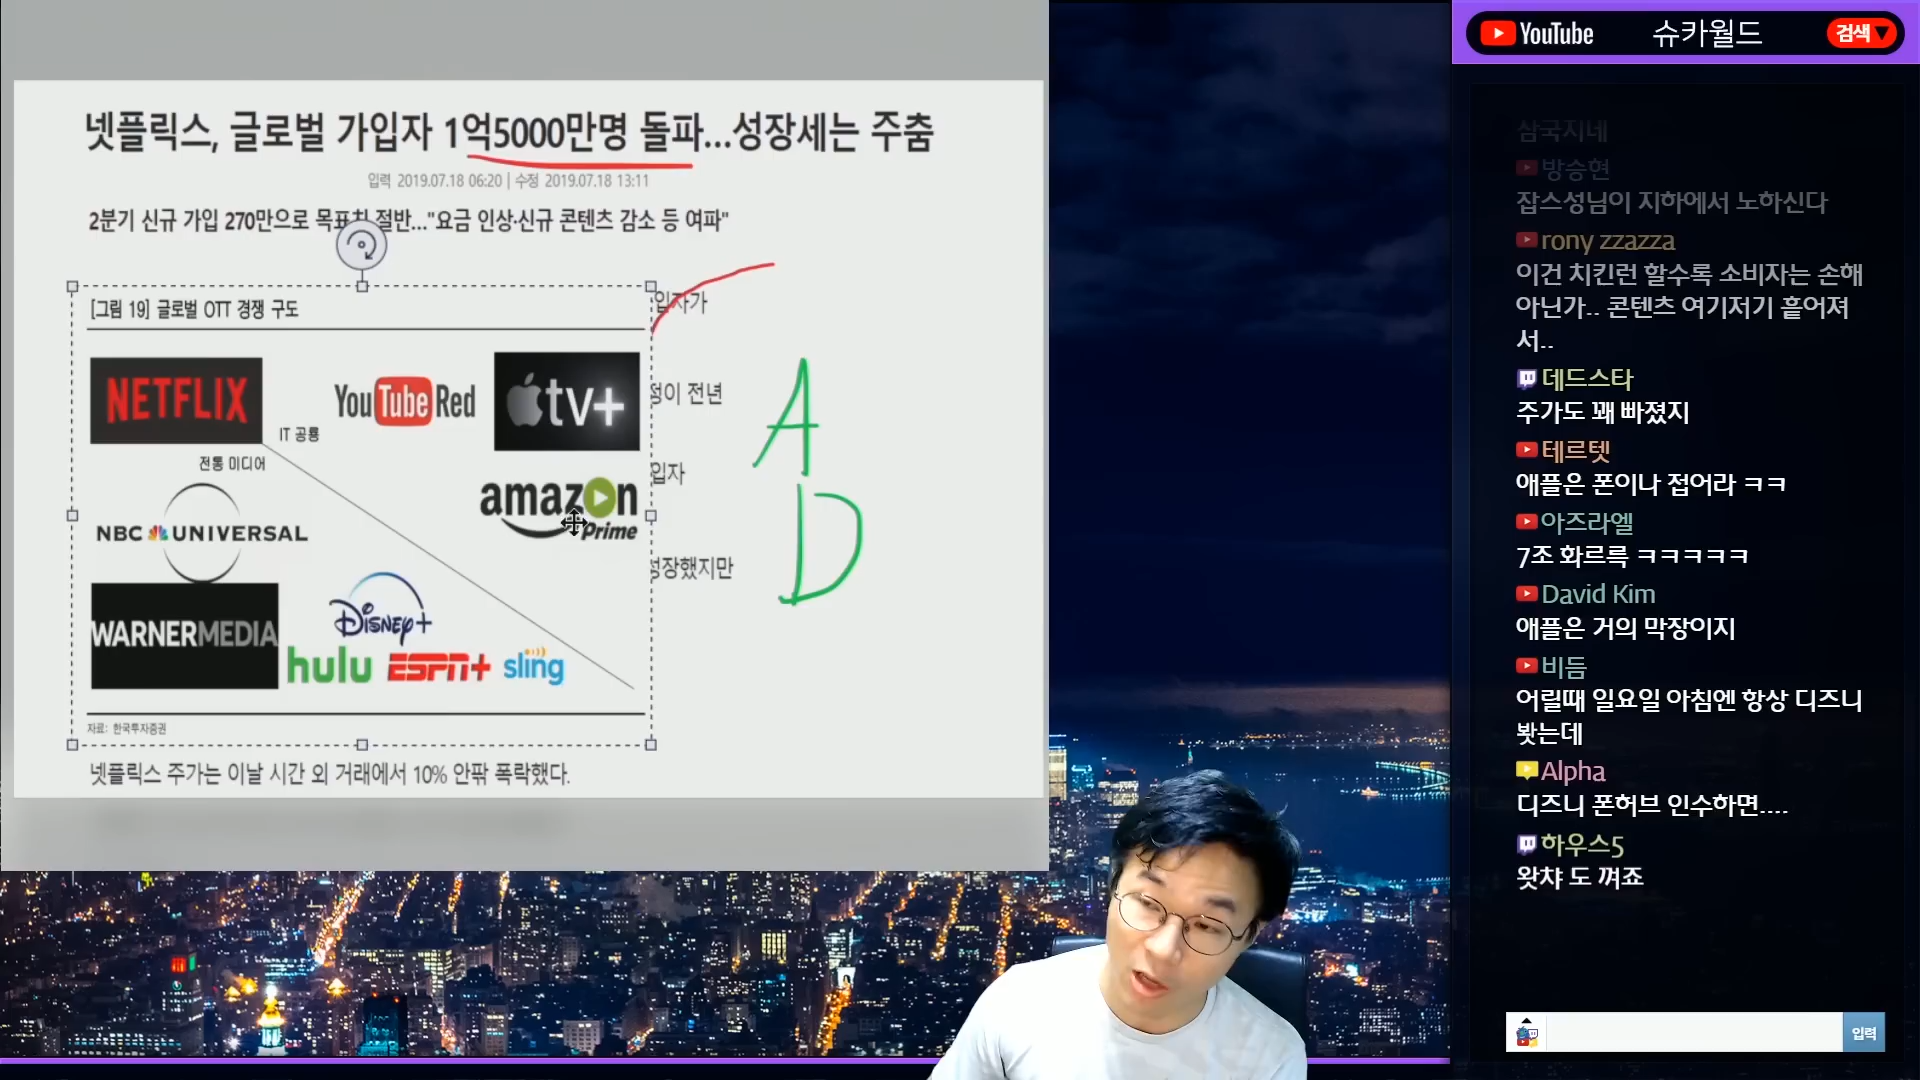 넷플릭스, 글로벌 가입자 1억5000만명 돌파...성장세는 주춤
입력 2019.07.18 06:20 | 수정 2019.07.18 13:11
2분기 신규 가입 270만으로 목표치 절반..."요금 인상·신규 콘텐츠 감소 등 여파"
[그림 19] 글로벌 OTT 경쟁 구도
입자가
NETFLIX
YouTube Red
tv+
정이 전년
IT 공룡
전통 미디어
입자
amazon
Prime
NBC UNIVERSAL
성장했지만
A
D
WARNERMEDIA
Disney+
hulu ESPN+ sling
자료: 한국투자증권
넷플릭스 주가는 이날 시간 외 거래에서 10% 안팎 폭락했다.
YouTube 슈카월드 검색▼
삼국지네
방승현
잡스성님이 지하에서 노하신다
rony zzazza
이건 치킨런 할수록 소비자는 손해
아닌가.. 콘텐츠 여기저기 흩어져
서..
데드스타
주가도 꽤 빠졌지
테르텟
애플은 폰이나 접어라 ㅋㅋ
아즈라엘
7조 화르륵 ㅋㅋㅋㅋㅋ
David Kim
애플은 거의 막장이지
비듬
어릴때 일요일 아침엔 항상 디즈니
봣는데
Alpha
디즈니 폰허브 인수하면....
하우스5
왓챠 도 껴죠
입력